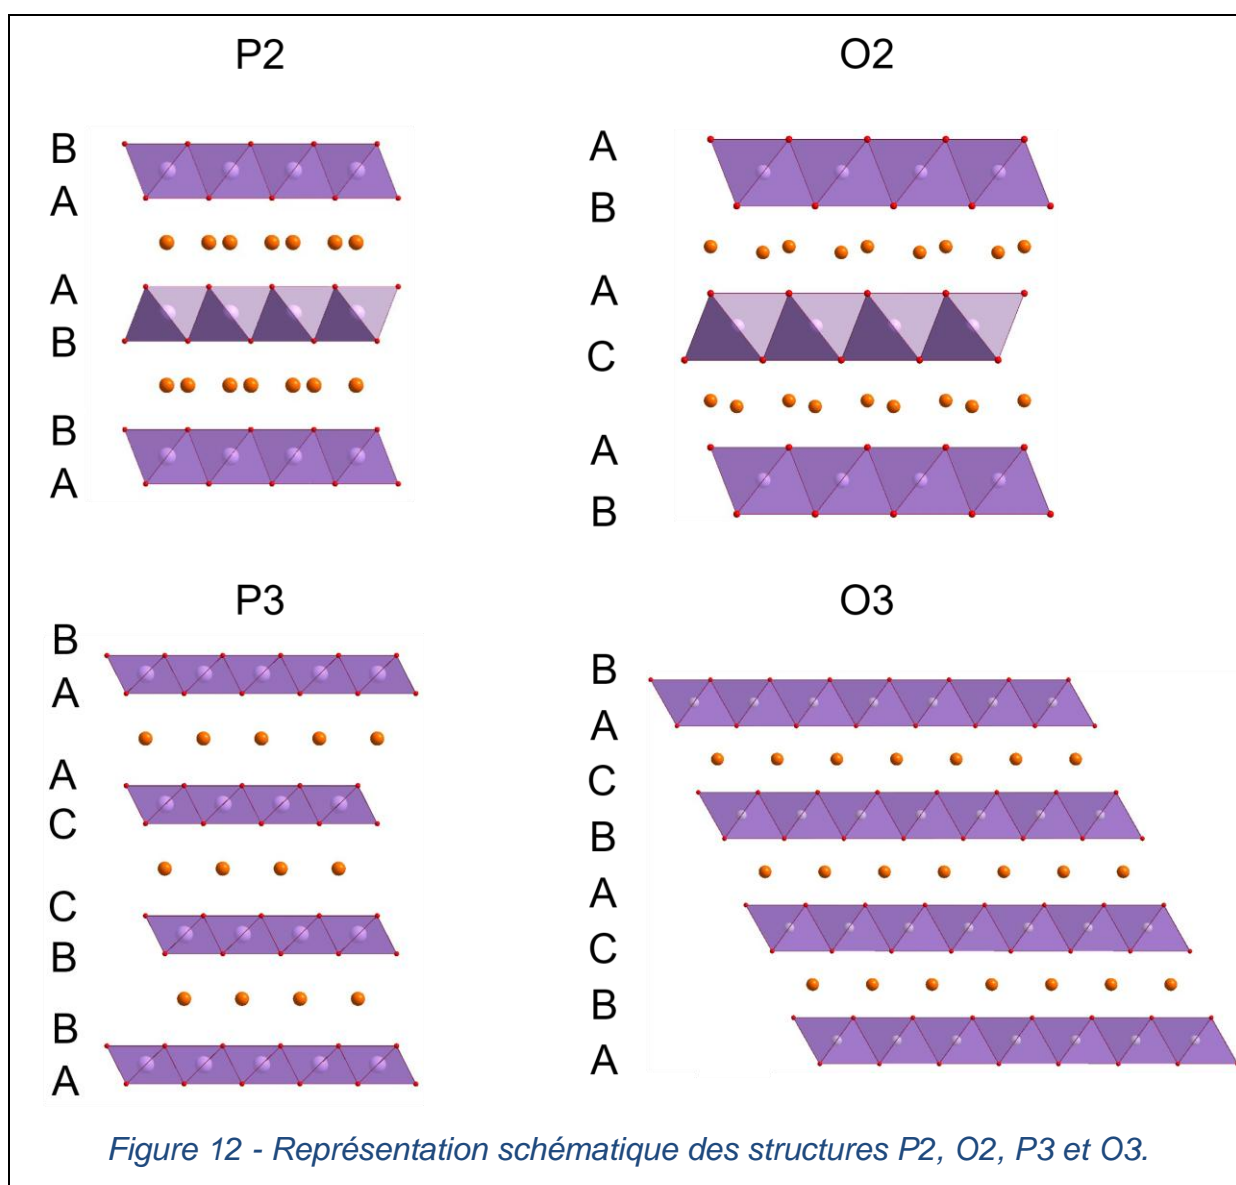 P2
B
A
A
B
B
A
O2
A
B
A
C
A
B
P3
B
A
A
C
C
B
B
A
O3
B
A
C
B
A
C
B
A
Figure 12 - Représentation schématique des structures P2, O2, P3 et O3.